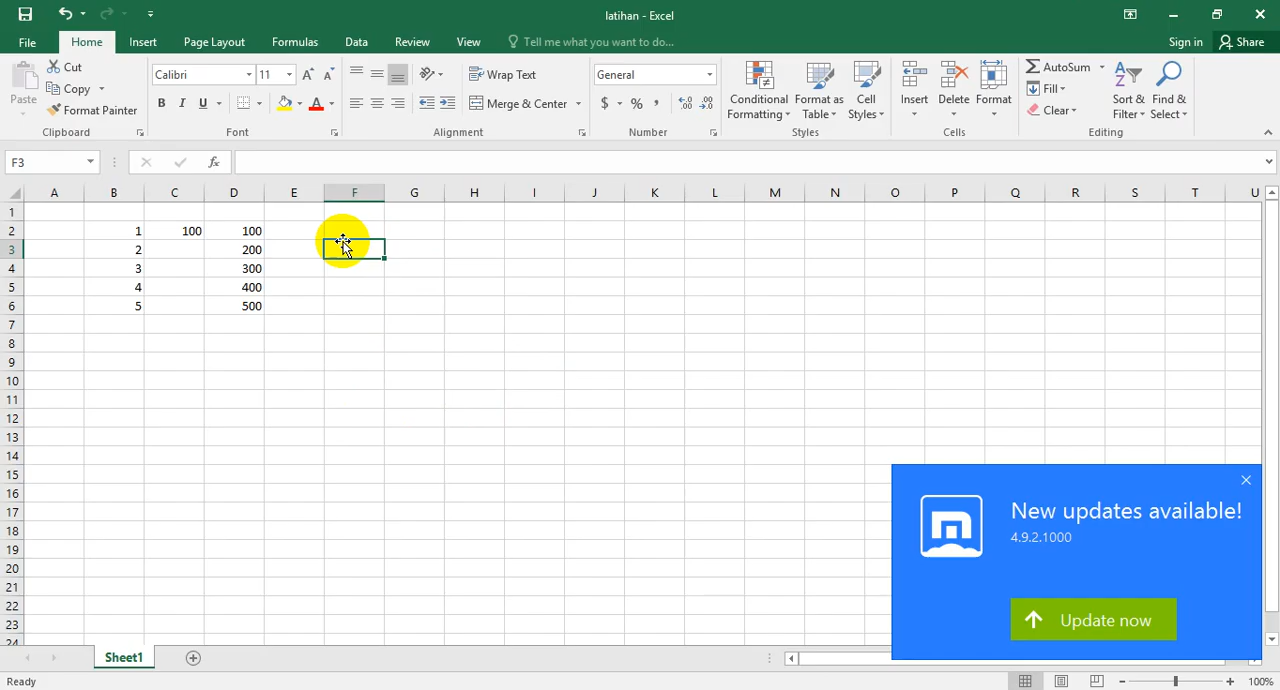 latihan - Excel
File Home Insert Page Layout Formulas Data Review View Tell me what you want to do... Sign in Share
Paste Cut Copy Format Painter
Clipboard
Calibri 11
B I U
Font
Wrap Text
Merge & Center
Alignment
General
$ % ,
Number
Conditional Formatting Format as Table Cell Styles
Styles
Insert Delete Format
Cells
AutoSum Fill Clear Sort & Filter Find & Select
Editing
F3 fx
A B C D E F G H I J K L M N O P Q R S T U
1
2 1 100 100
3 2 200
4 3 300
5 4 400
6 5 500
7
8
9
10
11
12
13
14
15
16
17
18
19
20
21
22
23
24
New updates available!
4.9.2.1000
Update now
Sheet1
Ready 100%